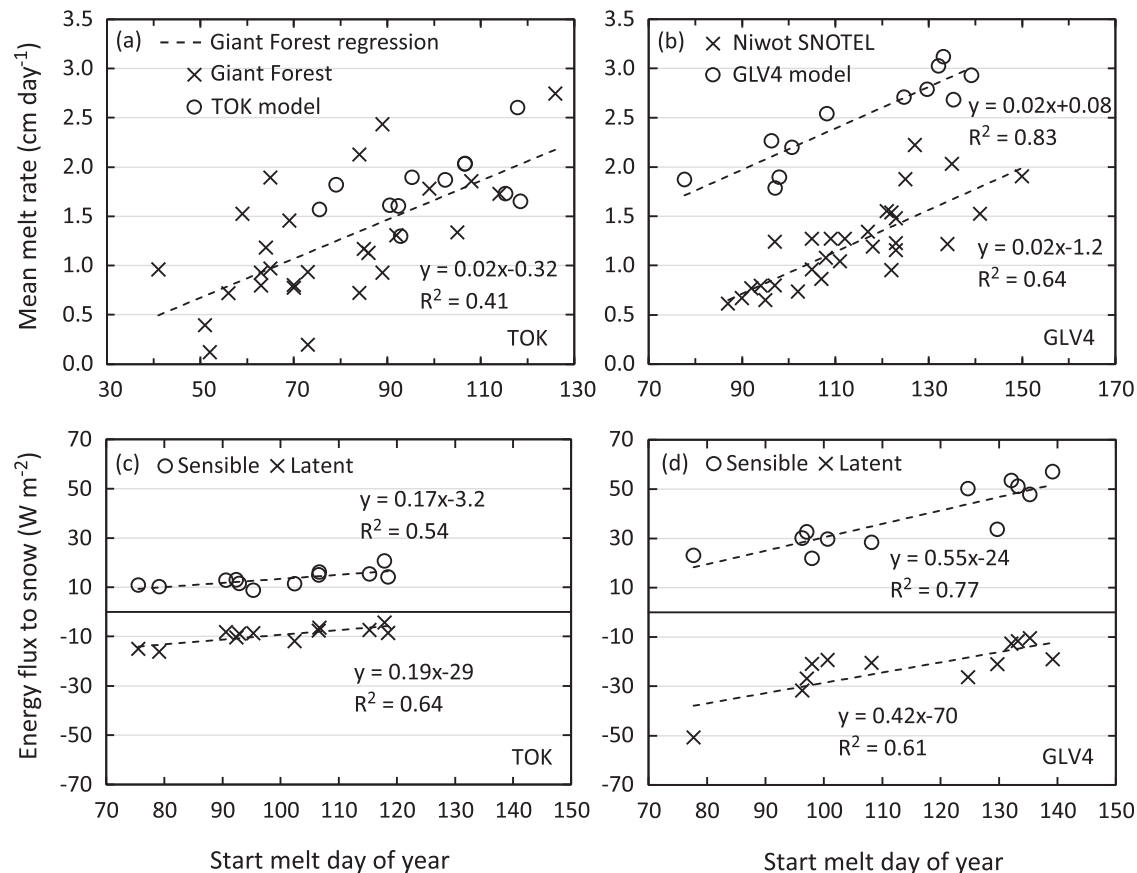 Mean melt rate (cm day⁻¹)
3.5
3.0
2.5
2.0
1.5
1.0
0.5
0.0
(a)
Giant Forest regression
Giant Forest
TOK model
y = 0.02x-0.32
R² = 0.41
TOK
30 50 70 90 110 130
3.5
3.0
2.5
2.0
1.5
1.0
0.5
0.0
(b)
Niwot SNOTEL
GLV4 model
y = 0.02x+0.08
R² = 0.83
y = 0.02x-1.2
R² = 0.64
GLV4
70 90 110 130 150 170
Energy flux to snow (W m⁻²)
70
50
30
10
-10
-30
-50
-70
(c) Sensible Latent
y = 0.17x-3.2
R² = 0.54
y = 0.19x-29
R² = 0.64
TOK
70 80 90 100 110 120 130 140 150
Start melt day of year
70
50
30
10
-10
-30
-50
-70
(d) Sensible Latent
y = 0.55x-24
R² = 0.77
y = 0.42x-70
R² = 0.61
GLV4
70 80 90 100 110 120 130 140 150
Start melt day of year